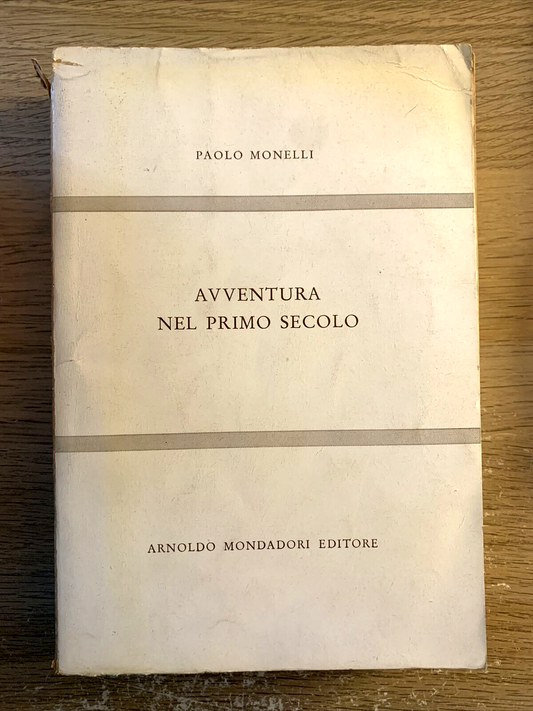 PAOLO MONELLI
AVVENTURA
NEL PRIMO SECOLO
ARNOLDO MONDADORI EDITORE